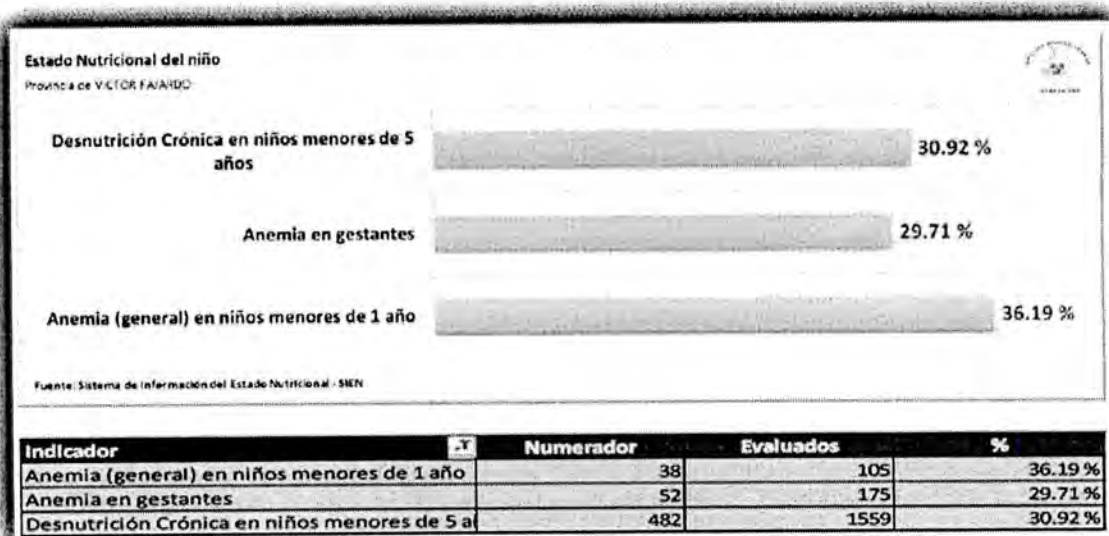 Estado Nutricional del niño
Provincia de VICTOR FAJARDO
Desnutrición Crónica en niños menores de 5
años
30.92 %
Anemia en gestantes
29.71 %
Anemia (general) en niños menores de 1 año
36.19 %
Fuente: Sistema de Información del Estado Nutricional - SIEN
Indicador Numerador Evaluados %
Anemia (general) en niños menores de 1 año 38 105 36.19 %
Anemia en gestantes 52 175 29.71 %
Desnutrición Crónica en niños menores de 5 a 482 1559 30.92 %